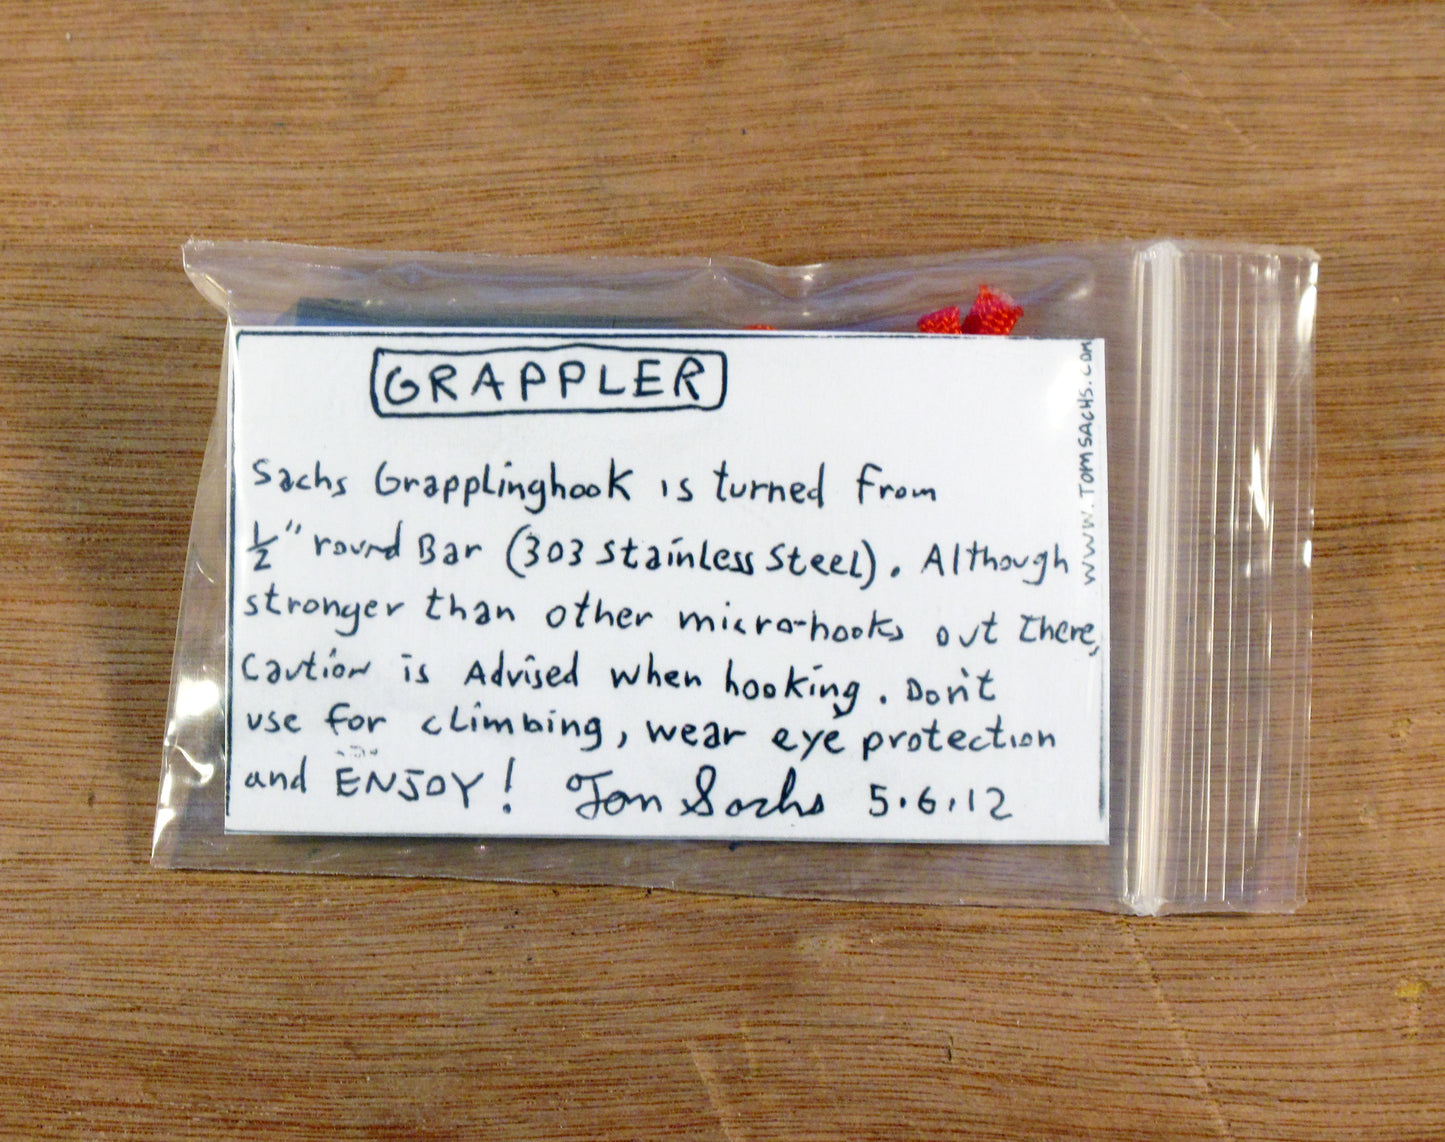 GRAPPLER
Sachs Grapplinghook is turned from
1/2" round Bar (303 Stainless Steel). Although
stronger than other micro-hooks out there,
Caution is Advised when hooking. Don't
use for climbing, wear eye protection
and ENJOY! Tom Sachs 5.6.12
www.TOMSACHS.com